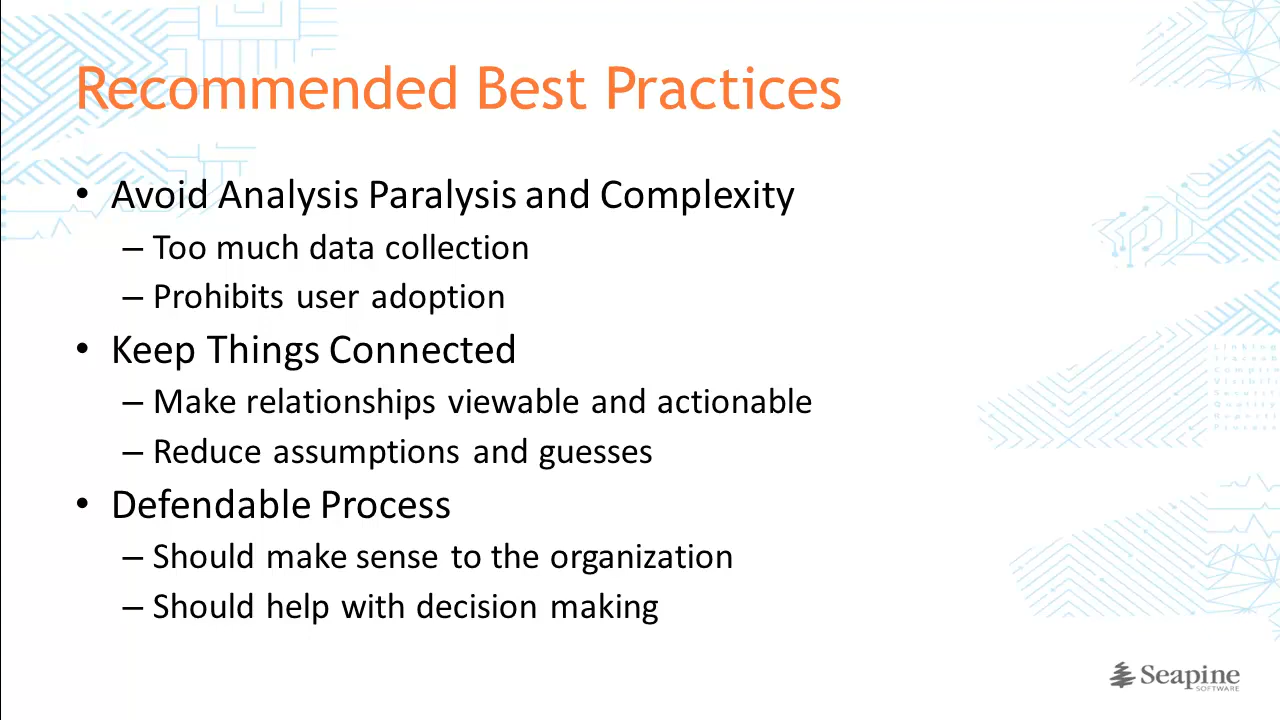 Recommended Best Practices
• Avoid Analysis Paralysis and Complexity
– Too much data collection
– Prohibits user adoption
• Keep Things Connected
– Make relationships viewable and actionable
– Reduce assumptions and guesses
• Defendable Process
– Should make sense to the organization
– Should help with decision making
Seapine
SOFTWARE